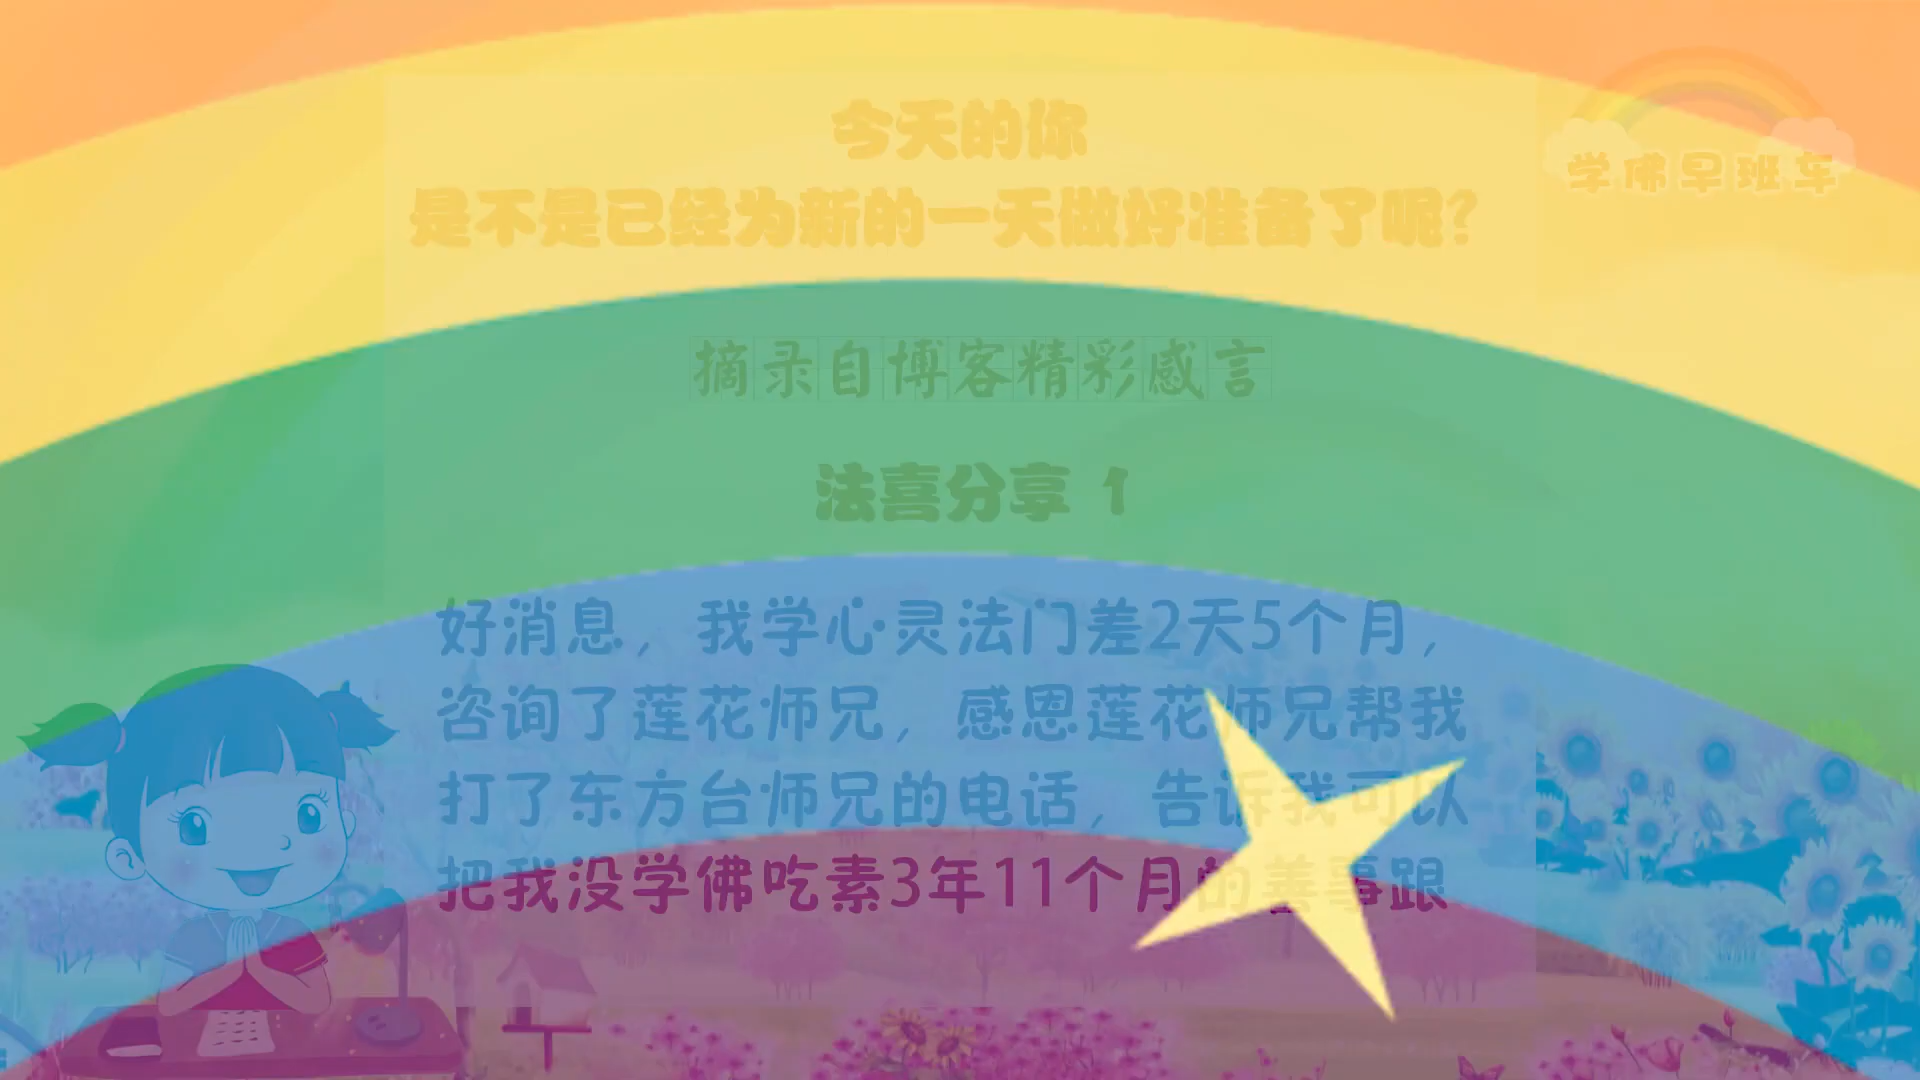 今天的你
学佛早班车
是不是已经为新的一天做好准备了呢?
摘录自博客精彩感言
法喜分享 1
好消息，我学心灵法门差2天5个月，
咨询了莲花师兄，感恩莲花师兄帮我
打了东方台师兄的电话，告诉我可以
把我没学佛吃素3年11个月的善事跟